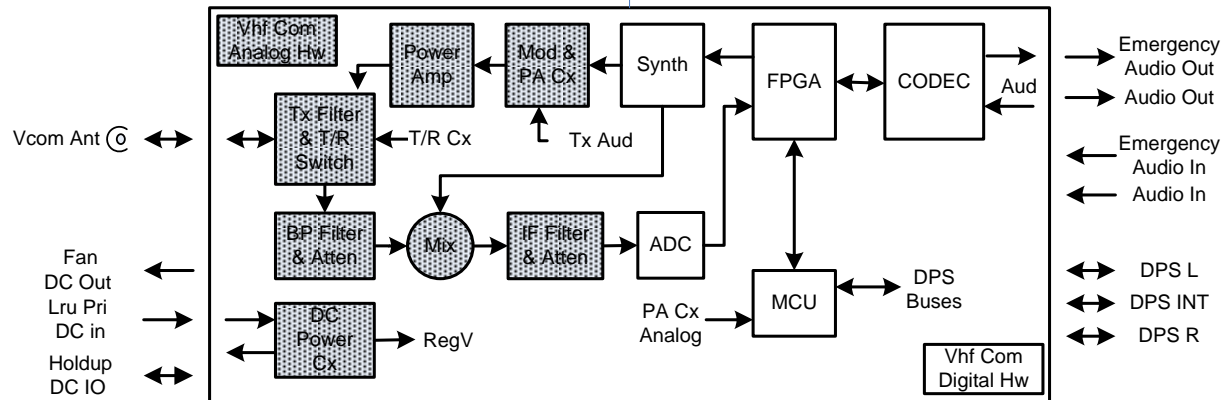 Vhf Com
Analog Hw
Power
Amp
Mod &
PA Cx
Synth
FPGA
CODEC
Aud
Emergency
Audio Out
Audio Out
Vcom Ant
Tx Filter
& T/R
Switch
T/R Cx
Tx Aud
Emergency
Audio In
Audio In
BP Filter
& Atten
Mix
IF Filter
& Atten
ADC
Fan
DC Out
Lru Pri
DC in
Holdup
DC IO
DC
Power
Cx
RegV
PA Cx
Analog
MCU
DPS
Buses
DPS L
DPS INT
DPS R
Vhf Com
Digital Hw